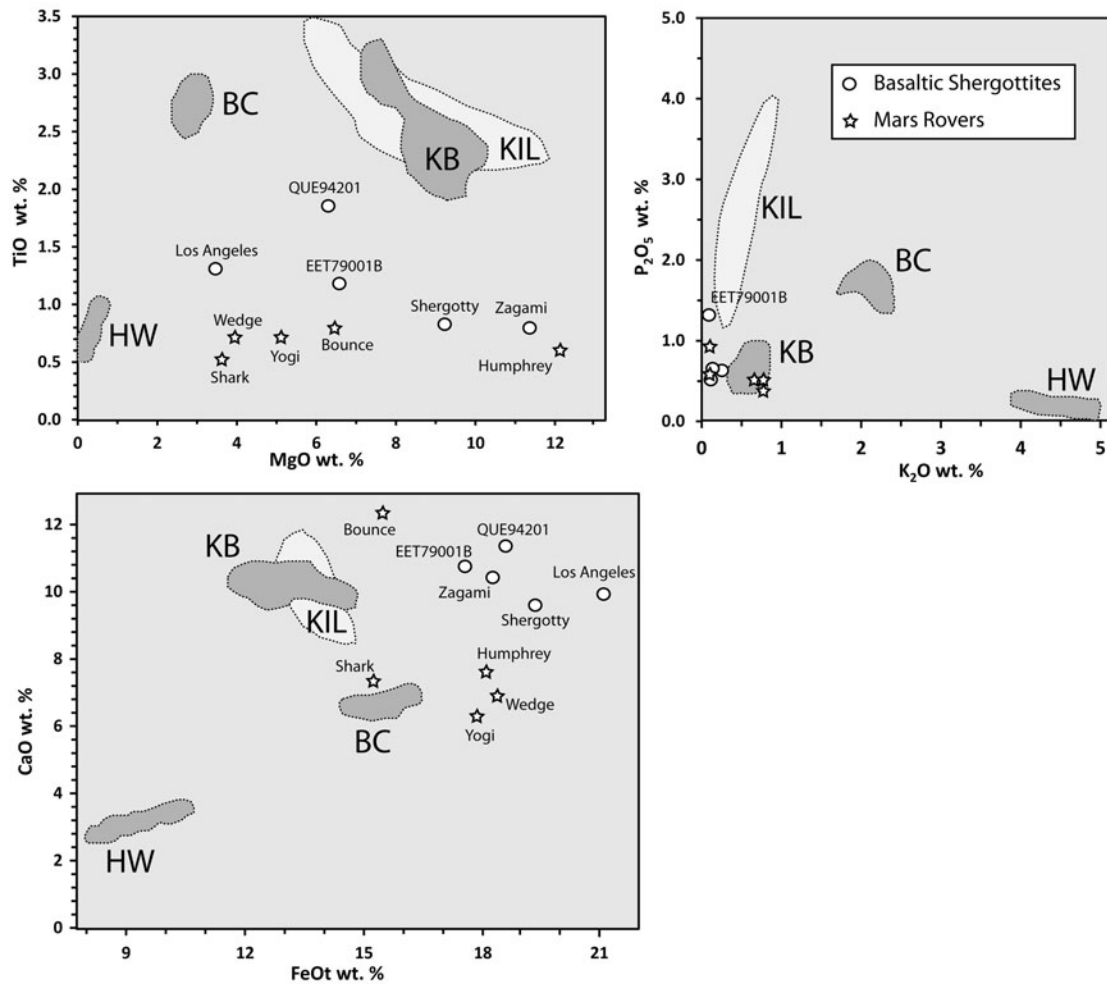 3.5
3.0
2.5
2.0
1.5
1.0
0.5
0.0
TiO wt. %
BC
KB
KIL
QUE94201
Los Angeles
EET79001B
Shergotty
Zagami
HW
Wedge
Shark
Yogi
Bounce
Humphrey
0 2 4 6 8 10 12
MgO wt. %
5.0
4.0
3.0
2.0
1.0
0.0
P₂O₅ wt. %
Basaltic Shergottites
Mars Rovers
KIL
BC
EET79001B
KB
HW
0 1 2 3 4 5
K₂O wt. %
12
10
8
6
4
2
0
CaO wt. %
Bounce
QUE94201
KB
EET79001B
Los Angeles
Zagami
KIL
Shergotty
Shark
Humphrey
Wedge
BC
Yogi
HW
9 12 15 18 21
FeOt wt. %